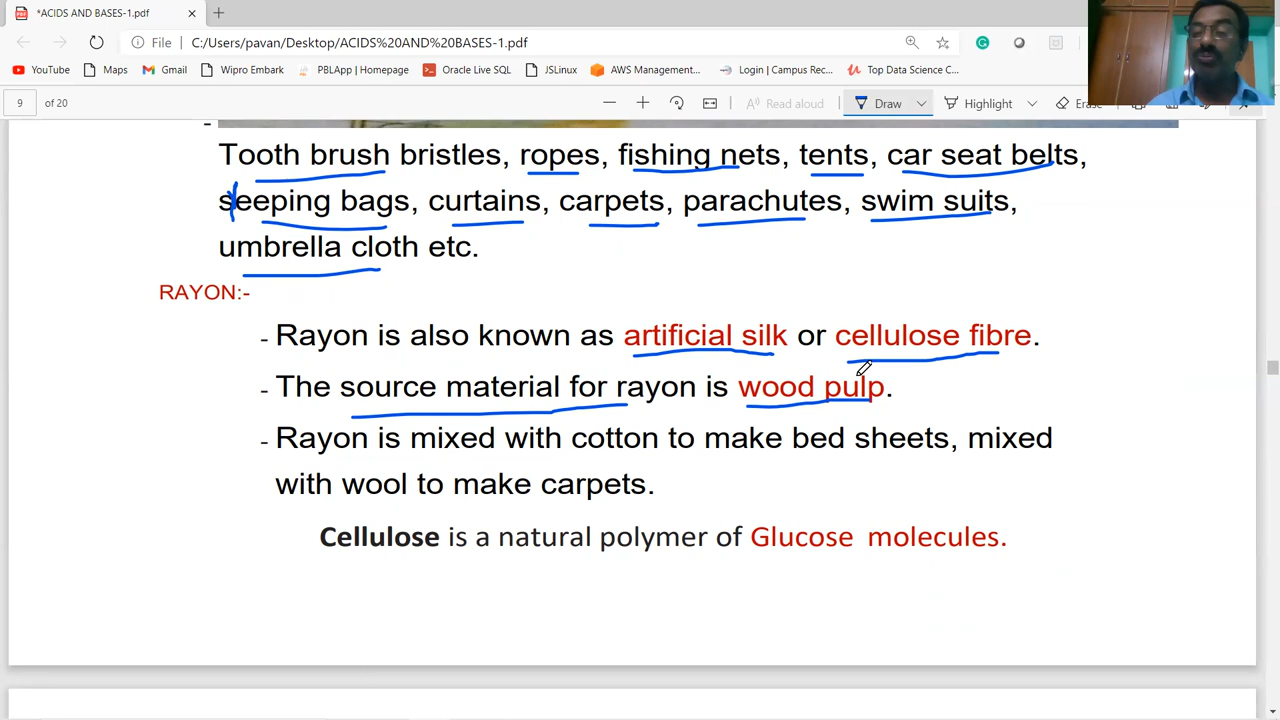 *ACIDS AND BASES-1.pdf
File C:/Users/pavan/Desktop/ACIDS%20AND%20BASES-1.pdf
YouTube Maps Gmail Wipro Embark PBLApp | Homepage Oracle Live SQL JSLinux AWS Management... Login | Campus Rec... Top Data Science C...
9 of 20 Read aloud Draw Highlight Erase
Tooth brush bristles, ropes, fishing nets, tents, car seat belts,
seeping bags, curtains, carpets, parachutes, swim suits,
umbrella cloth etc.
RAYON:-
- Rayon is also known as artificial silk or cellulose fibre.
- The source material for rayon is wood pulp.
- Rayon is mixed with cotton to make bed sheets, mixed
with wool to make carpets.
Cellulose is a natural polymer of Glucose molecules.